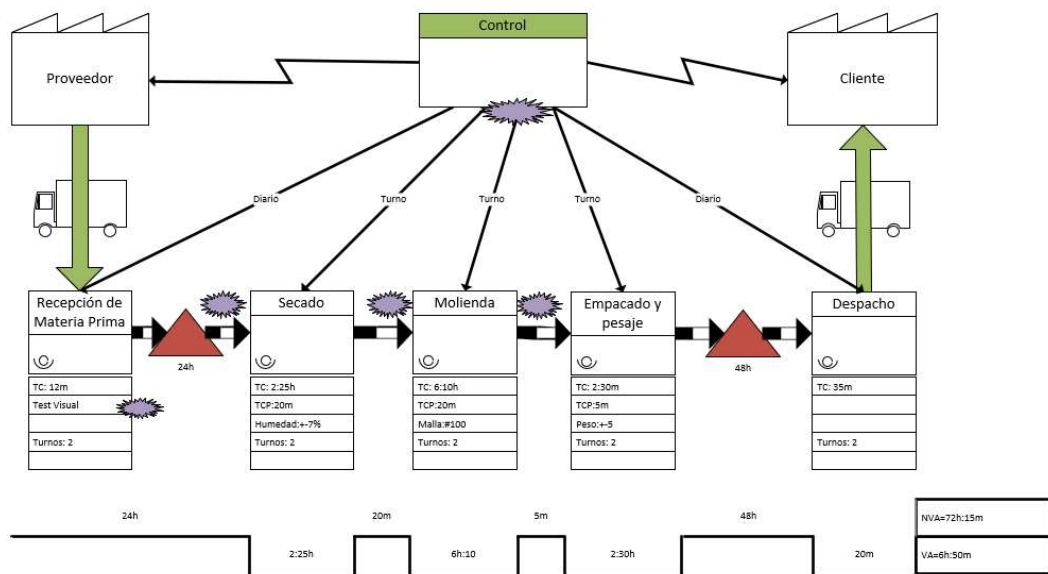 Control
Proveedor
Cliente
Diario
Turno
Turno
Turno
Diario
Recepción de
Materia Prima
Secado
Molienda
Empacado y
pesaje
Despacho
24h
48h
TC: 12m
Test Visual
Turnos: 2
TC: 2:25h
TCP:20m
Humedad:+-7%
Turnos: 2
TC: 6:10h
TCP:20m
Malla:#100
Turnos: 2
TC: 2:30m
TCP:5m
Peso:+-5
Turnos: 2
TC: 35m
Turnos: 2
24h
20m
5m
48h
NVA=72h:15m
2:25h
6h:10
2:30h
20m
VA=6h:50m